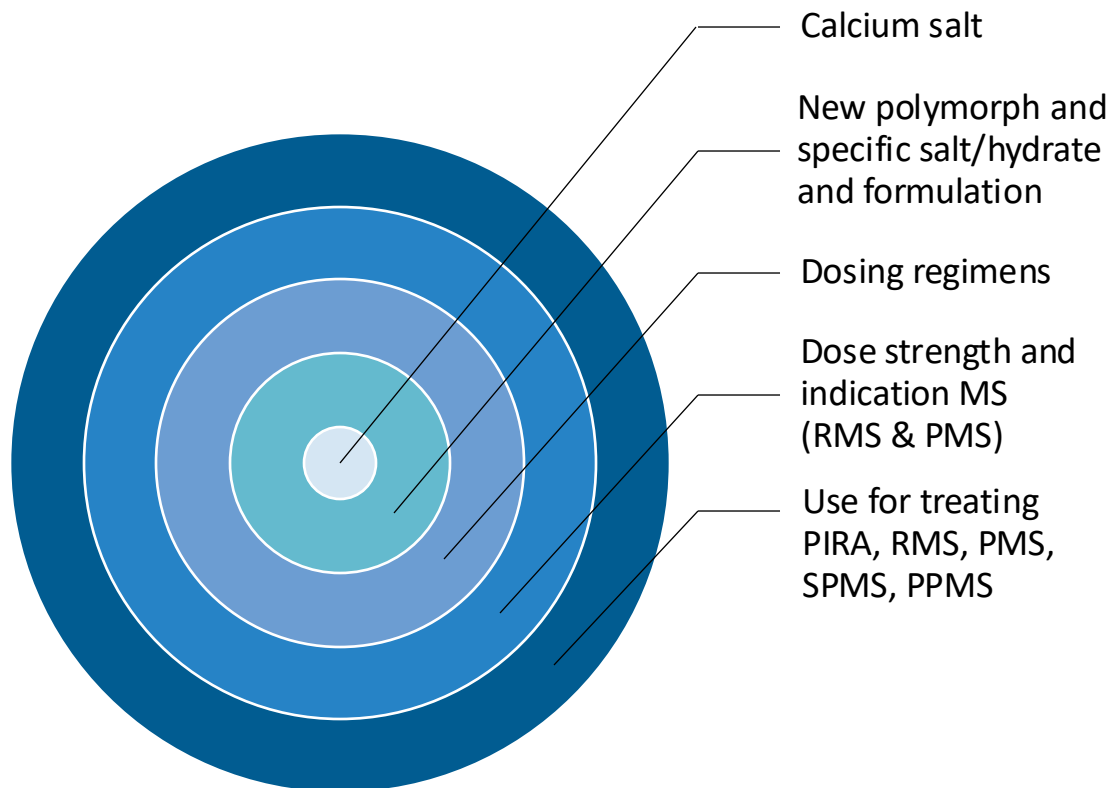 Calcium salt
New polymorph and
specific salt/hydrate
and formulation
Dosing regimens
Dose strength and
indication MS
(RMS & PMS)
Use for treating
PIRA, RMS, PMS,
SPMS, PPMS